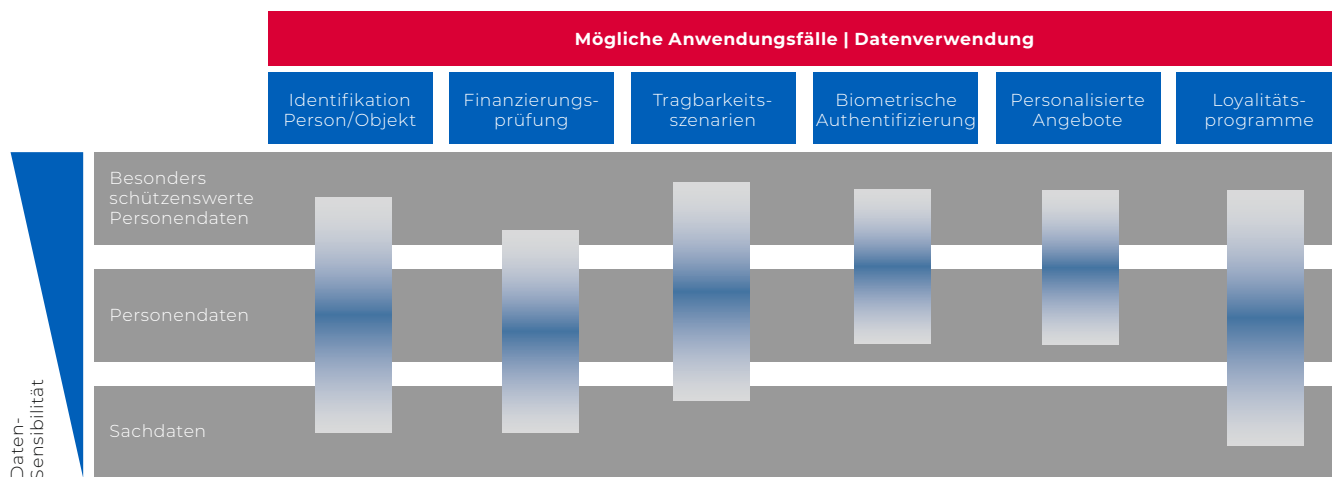 Mögliche Anwendungsfälle | Datenverwendung
Identifikation
Person/Objekt
Finanzierungs-
prüfung
Tragbarkeits-
szenarien
Biometrische
Authentifizierung
Personalisierte
Angebote
Loyalitäts-
programme
Besonders
schützenswerte
Personendaten
Personendaten
Sachdaten
Daten-
Sensibilität